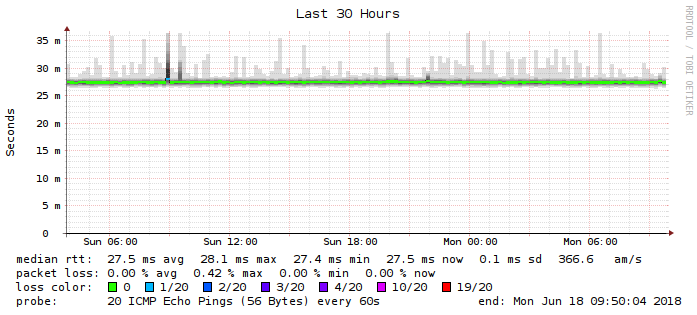 Last 30 Hours
RRDTOOL / TOBI OETIKER
Seconds
35 m
30 m
25 m
20 m
15 m
10 m
5 m
0
Sun 06:00 Sun 12:00 Sun 18:00 Mon 00:00 Mon 06:00
median rtt: 27.5 ms avg 28.1 ms max 27.4 ms min 27.5 ms now 0.1 ms sd 366.6 am/s
packet loss: 0.00 % avg 0.42 % max 0.00 % min 0.00 % now
loss color: 0 1/20 2/20 3/20 4/20 10/20 19/20
probe: 20 ICMP Echo Pings (56 Bytes) every 60s end: Mon Jun 18 09:50:04 2018